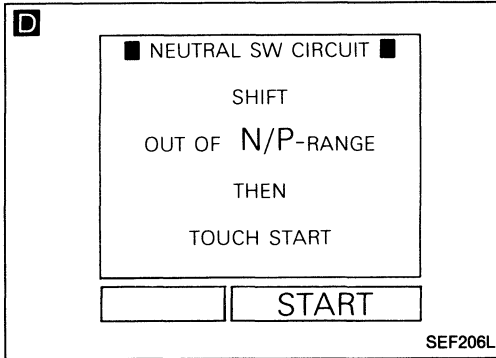 D
■ NEUTRAL SW CIRCUIT ■
SHIFT
OUT OF N/P-RANGE
THEN
TOUCH START
START
SEF206L